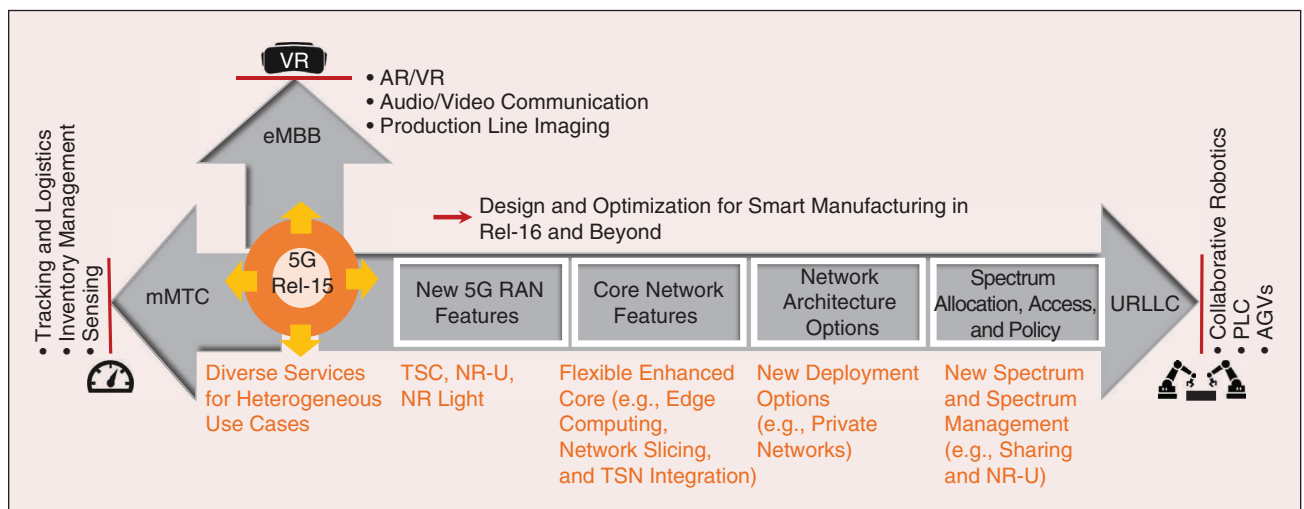 VR
• AR/VR
• Audio/Video Communication
• Production Line Imaging
eMBB
• Tracking and Logistics
• Inventory Management
• Sensing
Design and Optimization for Smart Manufacturing in
Rel-16 and Beyond
mMTC
5G
Rel-15
New 5G RAN
Features
Core Network
Features
Network
Architecture
Options
Spectrum
Allocation, Access,
and Policy
URLLC
• Collaborative Robotics
• PLC
• AGVs
Diverse Services
for Heterogeneous
Use Cases
TSC, NR-U,
NR Light
Flexible Enhanced
Core (e.g., Edge
Computing,
Network Slicing,
and TSN Integration)
New Deployment
Options
(e.g., Private
Networks)
New Spectrum
and Spectrum
Management
(e.g., Sharing
and NR-U)